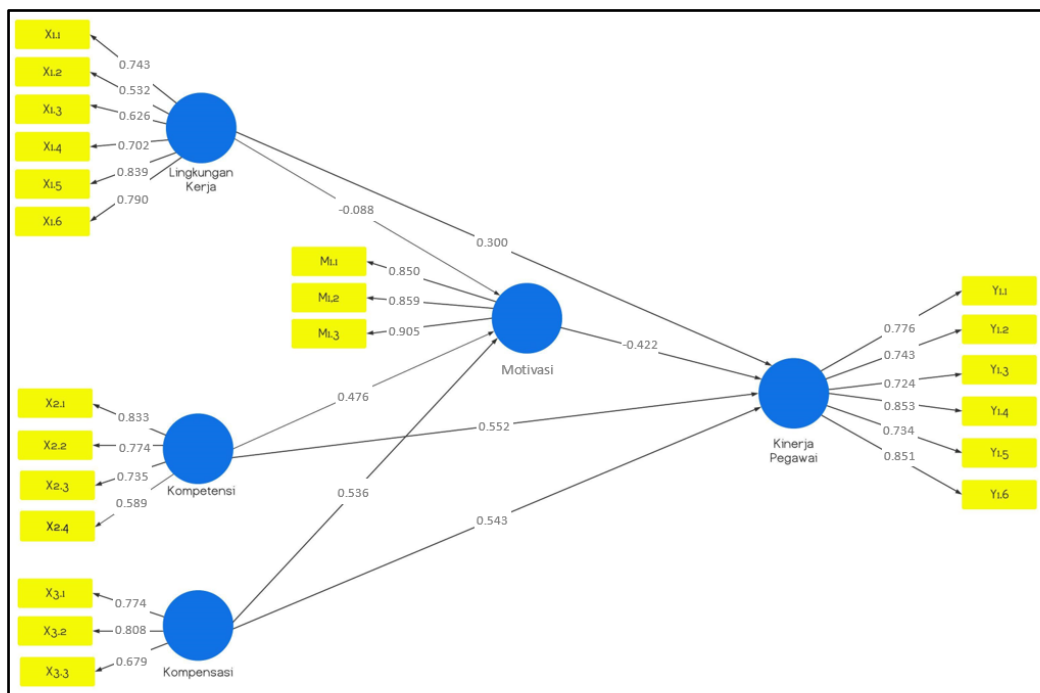 X1.1
0.743
X1.2
0.532
X1.3
0.626
X1.4
0.702
X1.5
0.839
X1.6
0.790
Lingkungan
Kerja
-0.088
0.300
M1.1
0.850
M1.2
0.859
M1.3
0.905
Motivasi
-0.422
0.476
0.552
0.536
0.543
X2.1
0.833
X2.2
0.774
X2.3
0.735
X2.4
0.589
Kompetensi
X3.1
0.774
X3.2
0.808
X3.3
0.679
Kompensasi
Kinerja
Pegawai
Y1.1
0.776
Y1.2
0.743
Y1.3
0.724
Y1.4
0.853
Y1.5
0.734
Y1.6
0.851